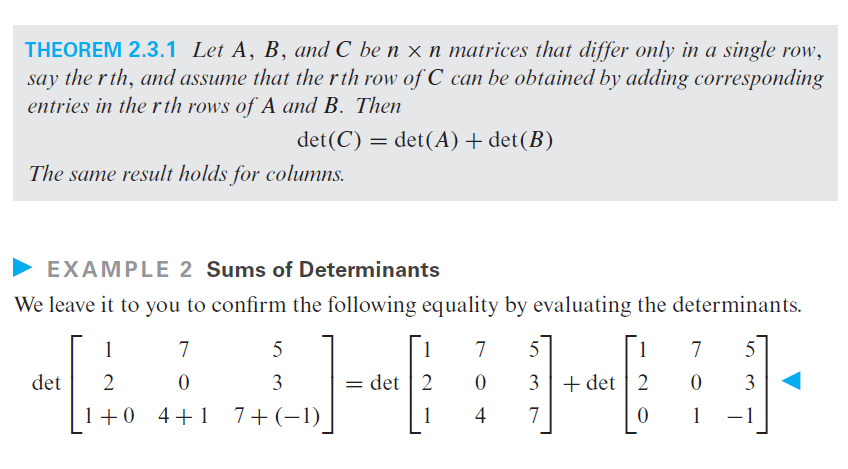 THEOREM 2.3.1 Let A, B, and C be n × n matrices that differ only in a single row,
say the rth, and assume that the rth row of C can be obtained by adding corresponding
entries in the rth rows of A and B. Then
det(C) = det(A) + det(B)
The same result holds for columns.
EXAMPLE 2 Sums of Determinants
We leave it to you to confirm the following equality by evaluating the determinants.
1 7 5 1 7 5 1 7 5
det 2 0 3 = det 2 0 3 + det 2 0 3
1 + 0 4 + 1 7 + (−1) 1 4 7 0 1 −1